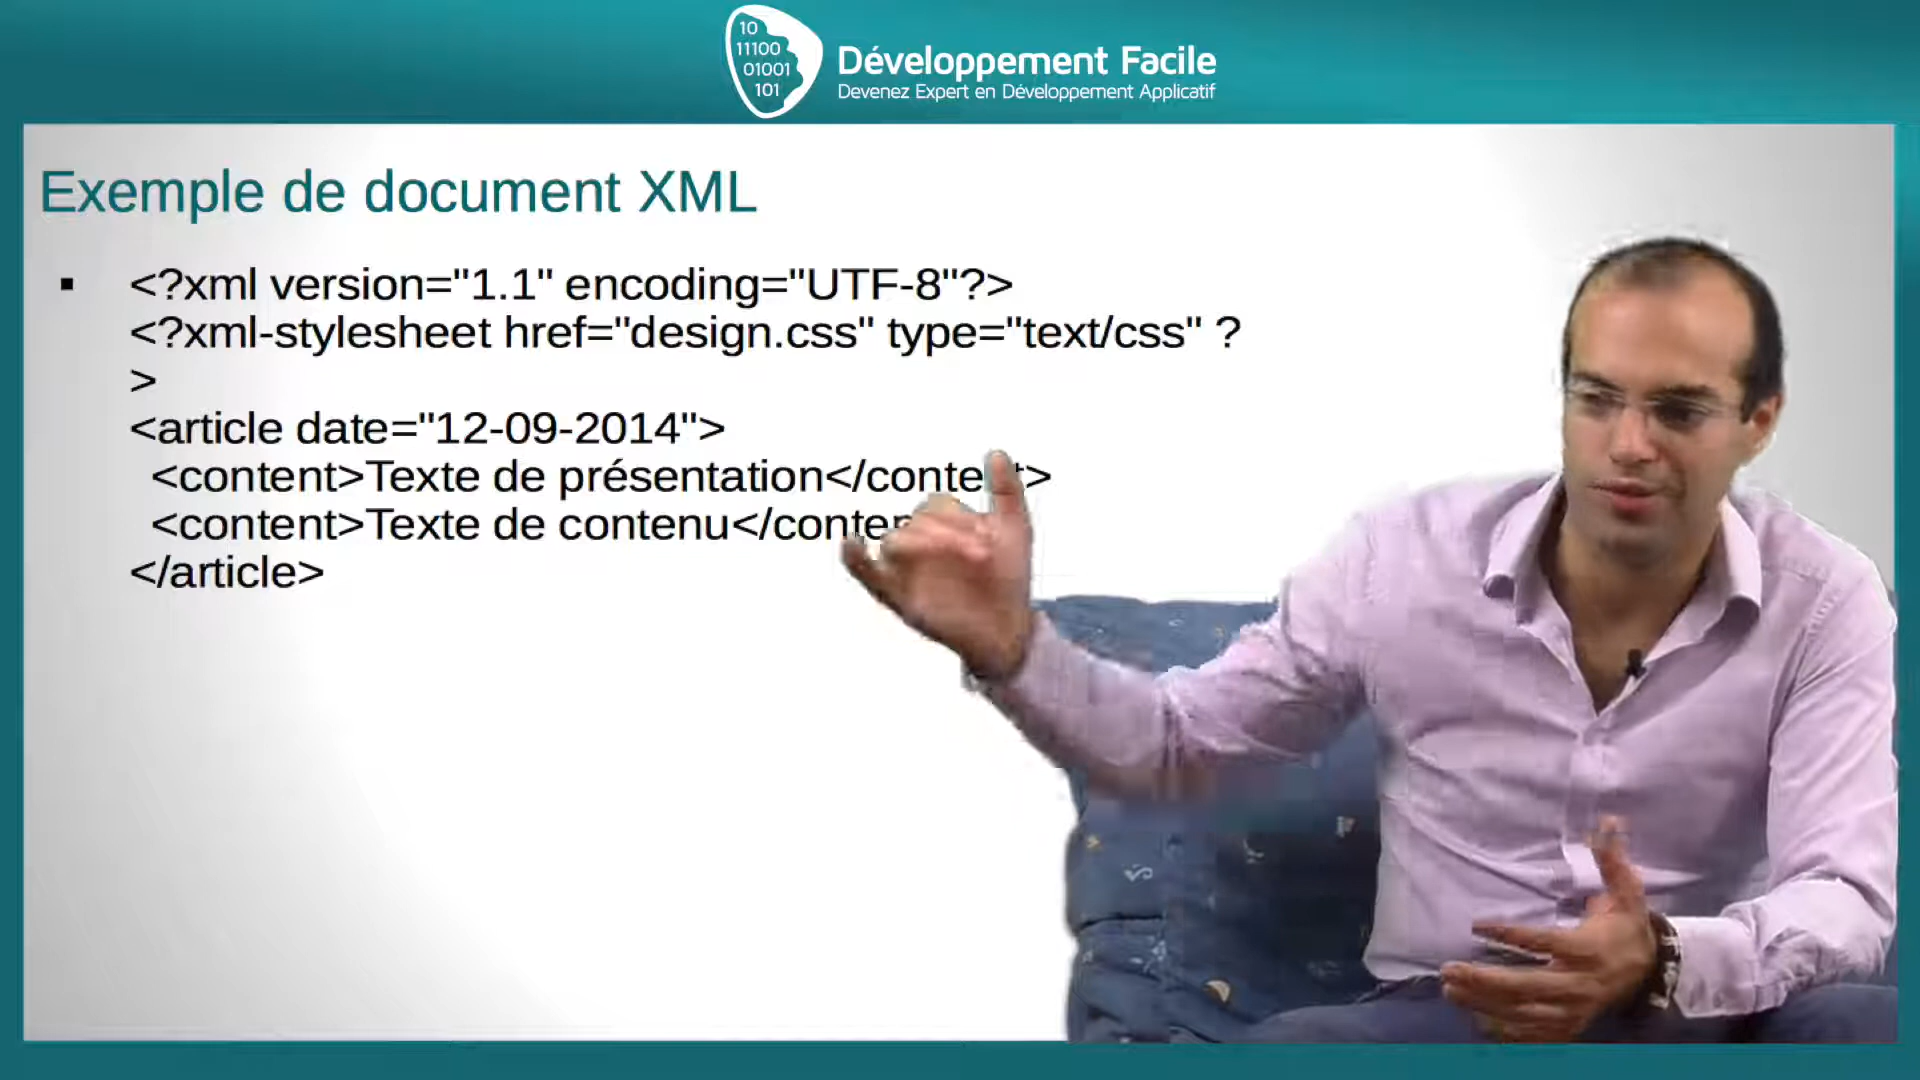 10
11100
01001
101
Développement Facile
Devenez Expert en Développement Applicatif
Exemple de document XML
▪ <?xml version="1.1" encoding="UTF-8"?>
<?xml-stylesheet href="design.css" type="text/css" ?
>
<article date="12-09-2014">
<content>Texte de présentation</content>
<content>Texte de contenu
</article>